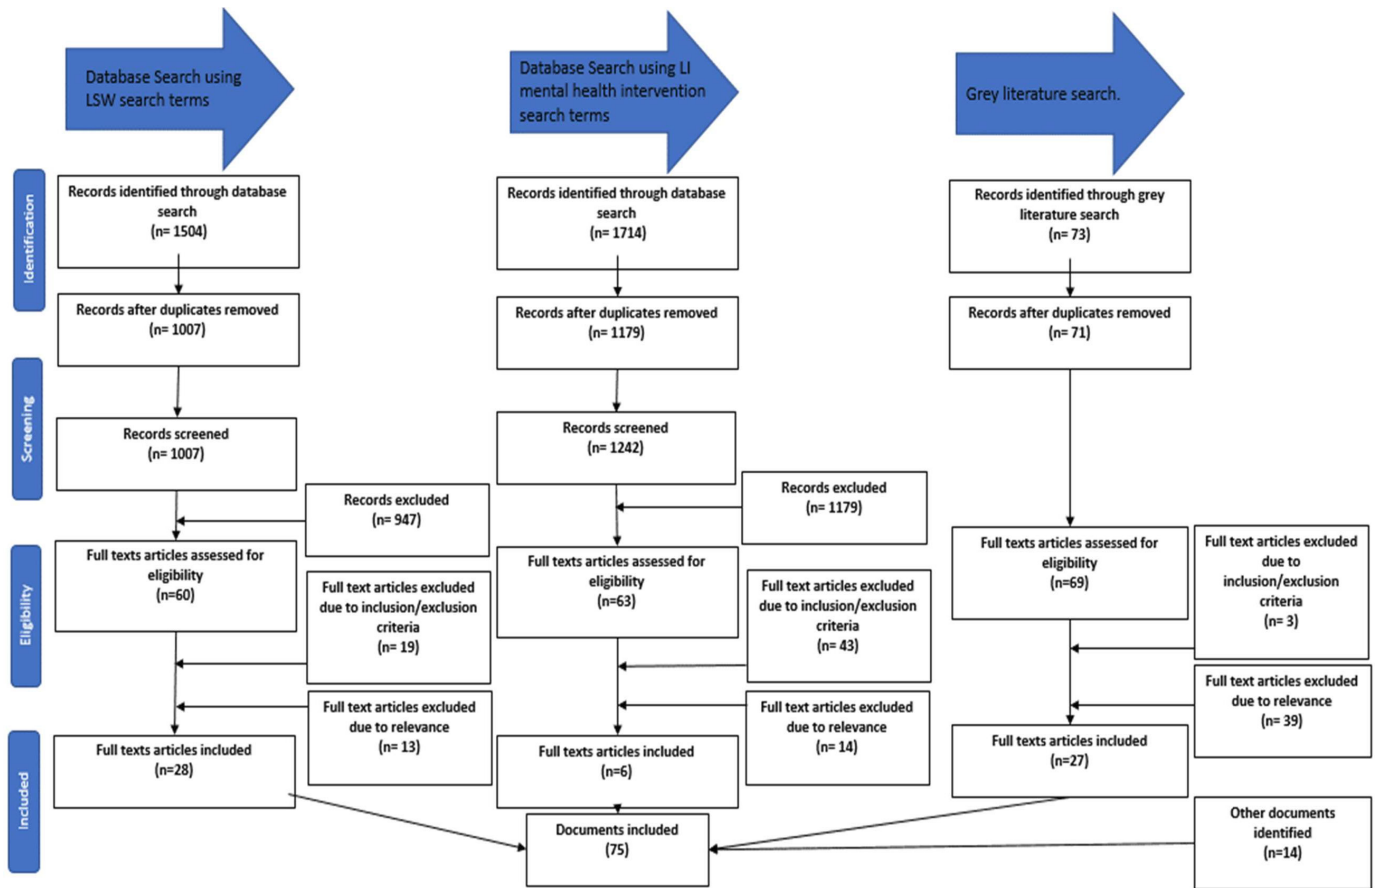 Database Search using
LSW search terms
Database Search using LI
mental health intervention
search terms
Grey literature search.
Identification
Records identified through database
search
(n= 1504)
Records identified through database
search
(n= 1714)
Records identified through grey
literature search
(n= 73)
Records after duplicates removed
(n= 1007)
Records after duplicates removed
(n= 1179)
Records after duplicates removed
(n= 71)
Screening
Records screened
(n= 1007)
Records screened
(n= 1242)
Records excluded
(n= 947)
Records excluded
(n= 1179)
Eligibility
Full texts articles assessed for
eligibility
(n=60)
Full text articles excluded
due to inclusion/exclusion
criteria
(n= 19)
Full texts articles assessed for
eligibility
(n=63)
Full text articles excluded
due to inclusion/exclusion
criteria
(n= 43)
Full texts articles assessed for
eligibility
(n=69)
Full text articles excluded
due to
inclusion/exclusion
criteria
(n= 3)
Full text articles excluded
due to relevance
(n= 13)
Full text articles excluded
due to relevance
(n= 14)
Full text articles excluded
due to relevance
(n= 39)
Included
Full texts articles included
(n=28)
Full texts articles included
(n=6)
Full texts articles included
(n=27)
Documents included
(75)
Other documents
identified
(n=14)